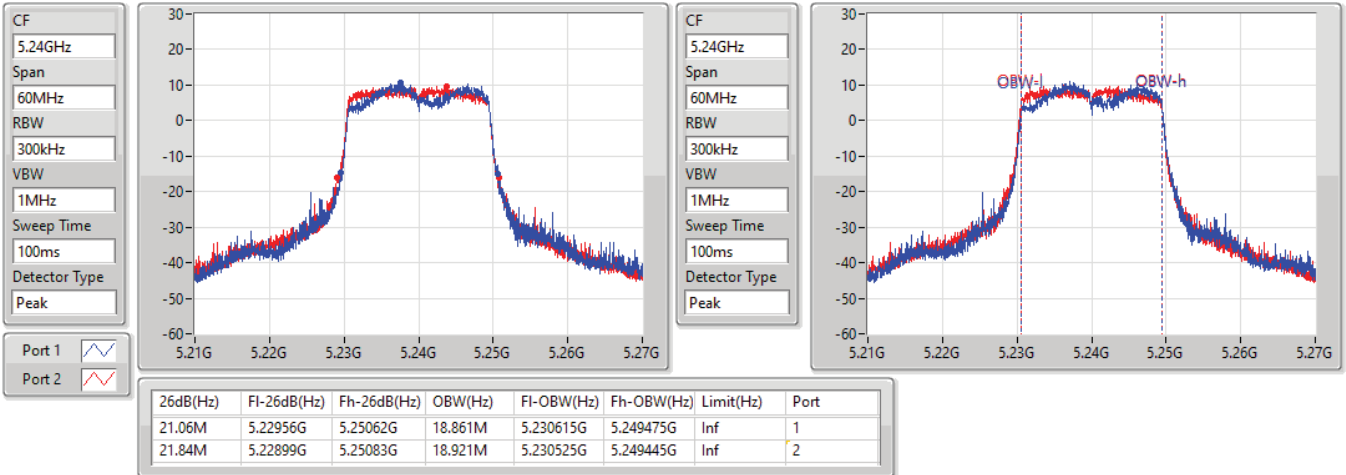 CF
5.24GHz
Span
60MHz
RBW
300kHz
VBW
1MHz
Sweep Time
100ms
Detector Type
Peak
Port 1
Port 2
30
20
10
0
-10
-20
-30
-40
-50
-60
5.21G 5.22G 5.23G 5.24G 5.25G 5.26G 5.27G
CF
5.24GHz
Span
60MHz
RBW
300kHz
VBW
1MHz
Sweep Time
100ms
Detector Type
Peak
30
20
10
0
-10
-20
-30
-40
-50
-60
OBW-l OBW-h
5.21G 5.22G 5.23G 5.24G 5.25G 5.26G 5.27G
26dB(Hz) Fl-26dB(Hz) Fh-26dB(Hz) OBW(Hz) Fl-OBW(Hz) Fh-OBW(Hz) Limit(Hz) Port
21.06M 5.22956G 5.25062G 18.861M 5.230615G 5.249475G Inf 1
21.84M 5.22899G 5.25083G 18.921M 5.230525G 5.249445G Inf 2